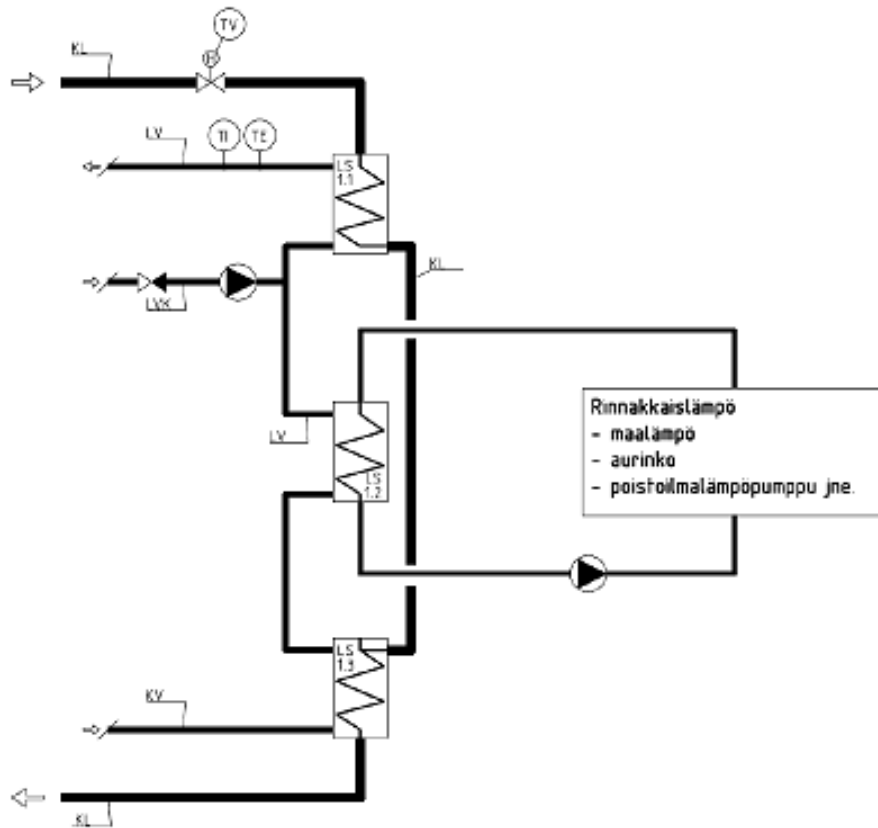 TV
KL
LV
TI
TE
LS
1.1
KL
LVK
Rinnakkaislämpö
- maalämpö
- aurinko
- poistoilmalämpöpumppu jne.
LV
LS
1.2
LS
1.3
KV
KL